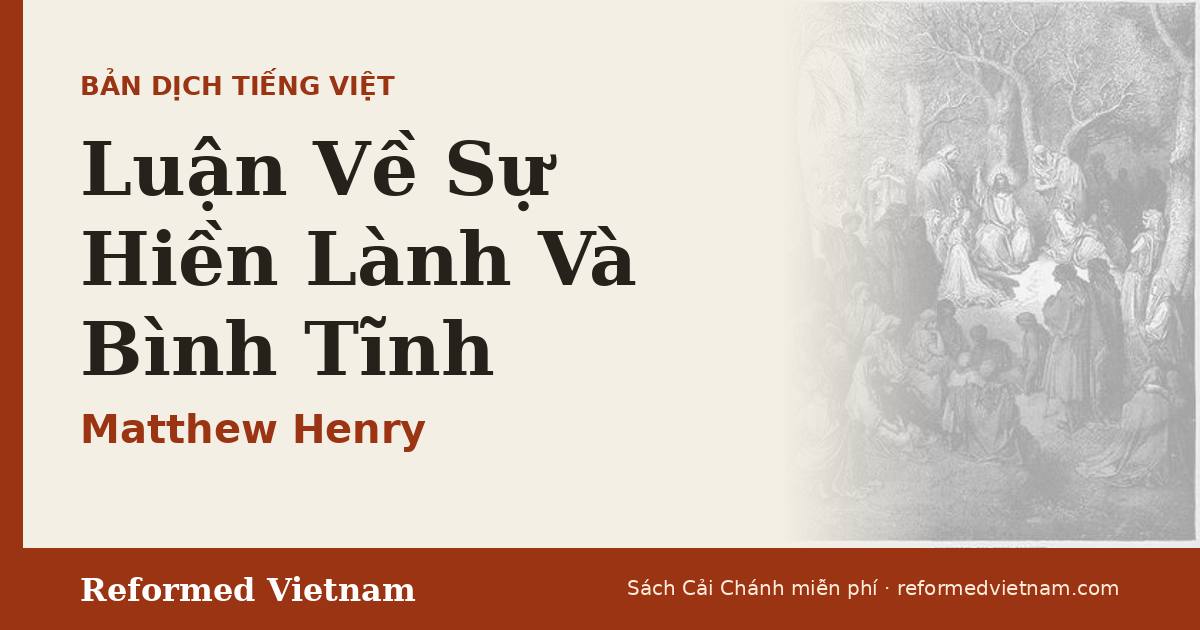 BẢN DỊCH TIẾNG VIỆT
Luận Về Sự
Hiền Lành Và
Bình Tĩnh
Matthew Henry
Reformed Vietnam
Sách Cải Chánh miễn phí · reformedvietnam.com